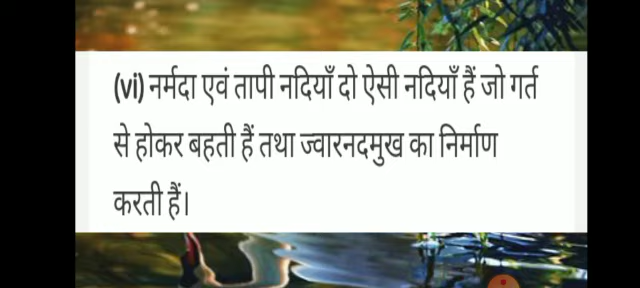 (vi) नर्मदा एवं तापी नदियाँ दो ऐसी नदियाँ हैं जो गर्त
से होकर बहती हैं तथा ज्वारनदमुख का निर्माण
करती हैं।